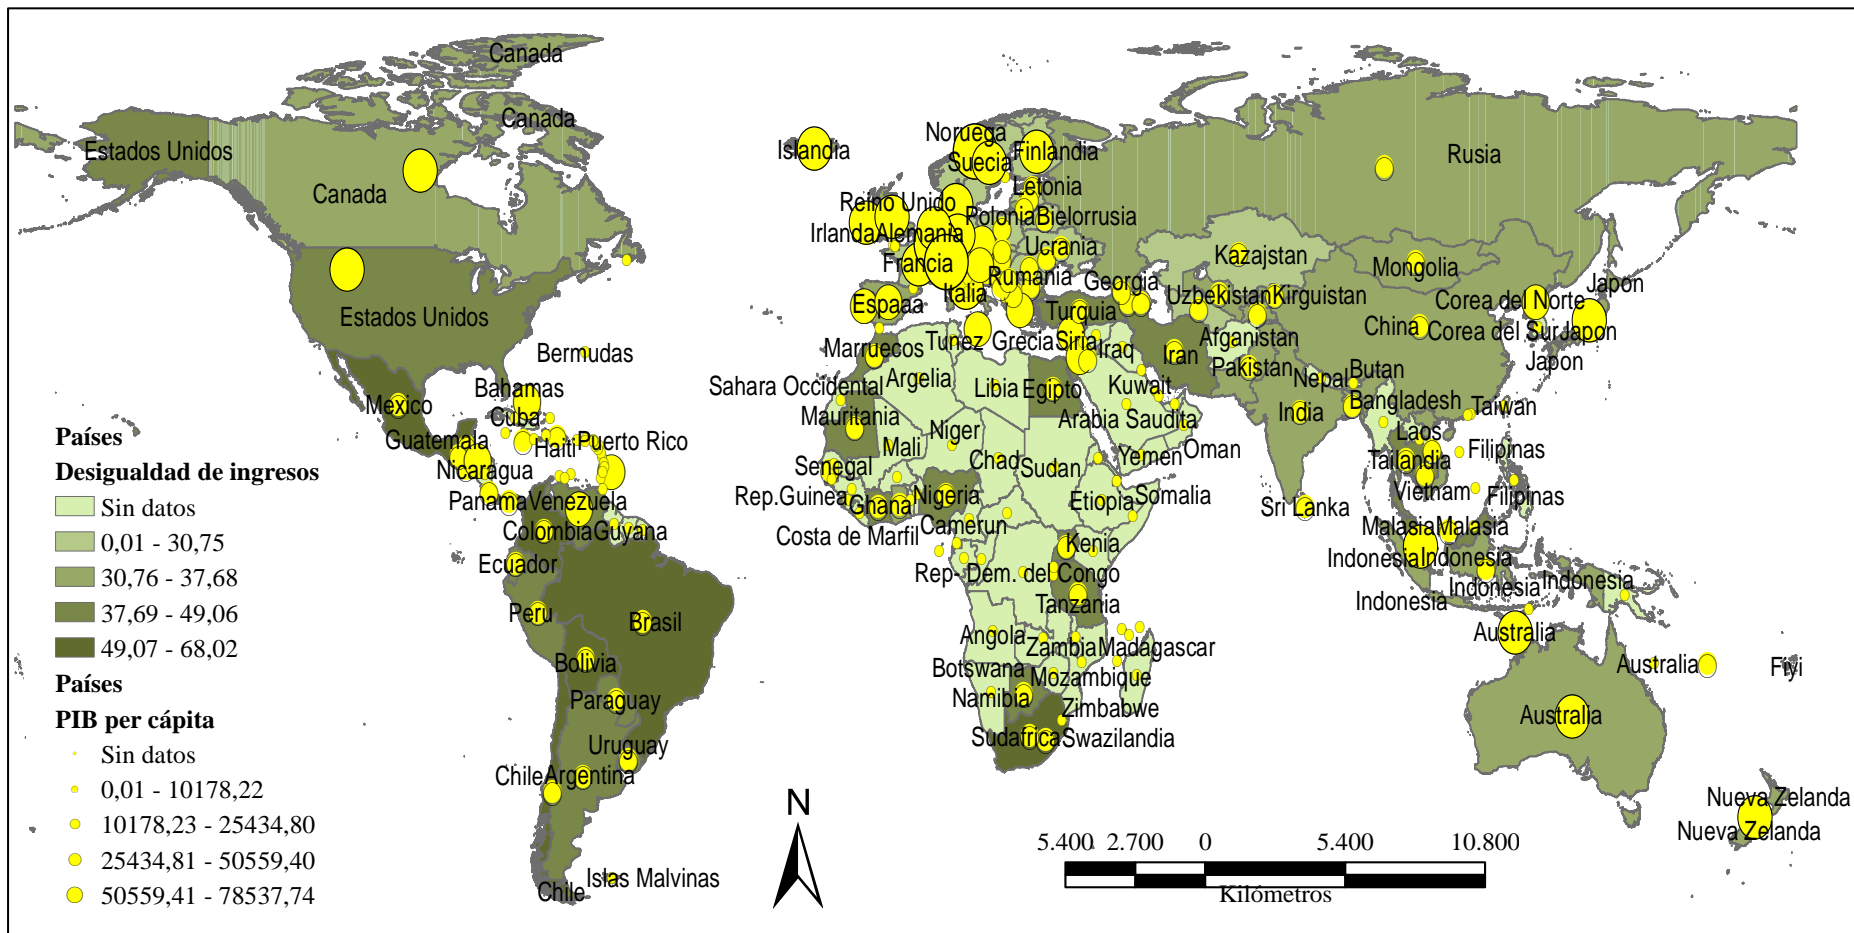 Canada
Canada
Noruega
Estados Unidos
Islandia
Suecia
Finlandia
Rusia
Canada
Letonia
Reino Unido
Polonia
Bielorrusia
Irlanda
Alemania
Ucrania
Francia
Kazajstan
Mongolia
Rumania
Georgia
Japon
Italia
Uzbekistan
Kirguistan
Corea del Norte
Espaaa
Estados Unidos
Turquia
China
Corea del Sur
Japon
Tunez
Grecia
Siria
Afganistan
Bermudas
Marruecos
Iraq
Iran
Japon
Pakistan
Butan
Nepal
Bahamas
Sahara Occidental
Argelia
Libia
Egipto
Kuwait
Mexico
Bangladesh
Taiwan
Cuba
Mauritania
Arabia Saudita
India
Guatemala
Haiti
Puerto Rico
Niger
Laos
Mali
Oman
Filipinas
Nicaragua
Senegal
Chad
Sudan
Yemen
Tailandia
Panama
Venezuela
Rep.Guinea
Nigeria
Etiopia
Somalia
Vietnam
Filipinas
Ghana
Sri Lanka
Colombia
Guyana
Costa de Marfil
Camerun
Malasia
Malasia
Ecuador
Kenia
Indonesia
Indonesia
Rep. Dem. del Congo
Indonesia
Indonesia
Peru
Brasil
Tanzania
Indonesia
Angola
Zambia
Madagascar
Australia
Bolivia
Botswana
Mozambique
Australia
Fiyi
Paraguay
Namibia
Zimbabwe
Australia
Uruguay
Sudafrica
Swazilandia
Chile
Argentina
Nueva Zelanda
Nueva Zelanda
Chile
Islas Malvinas
Países
Desigualdad de ingresos
Sin datos
0,01 - 30,75
30,76 - 37,68
37,69 - 49,06
49,07 - 68,02
Países
PIB per cápita
Sin datos
0,01 - 10178,22
10178,23 - 25434,80
25434,81 - 50559,40
50559,41 - 78537,74
N
5.400 2.700 0 5.400 10.800
Kilómetros